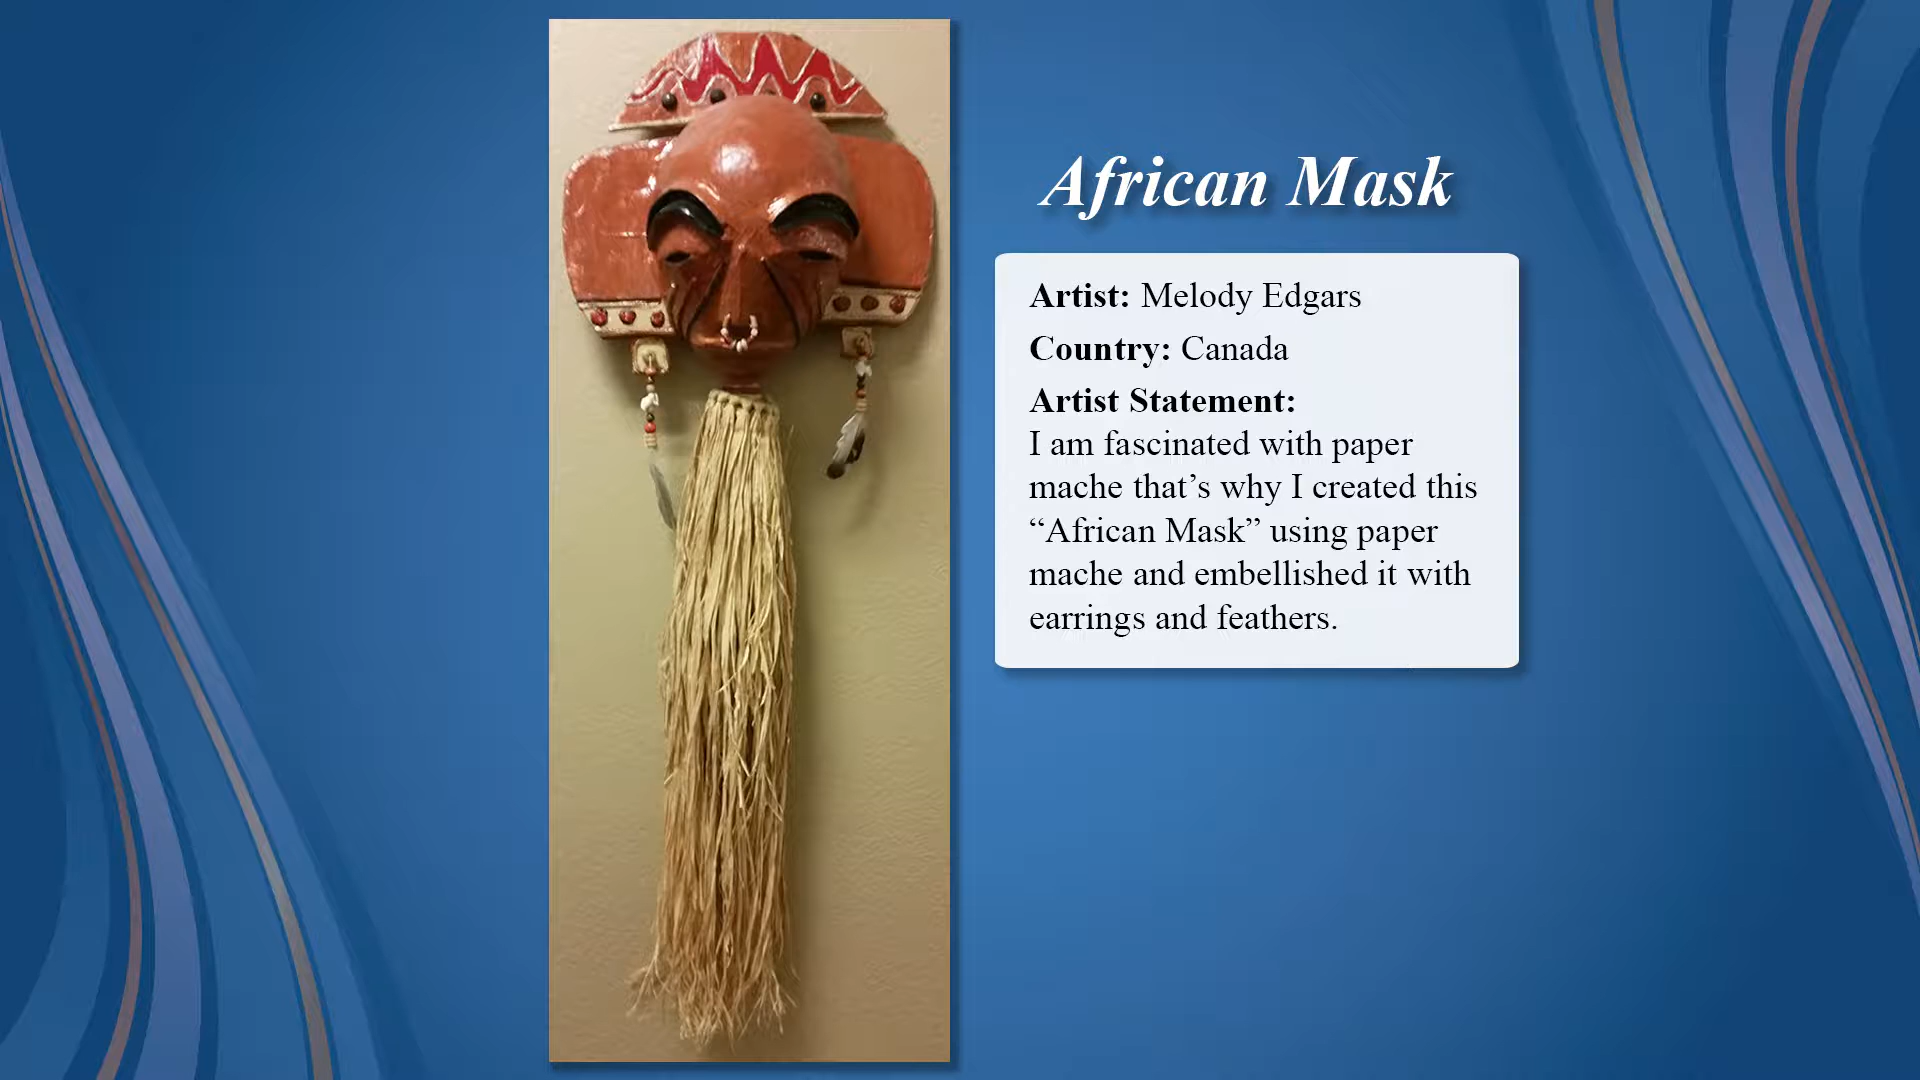 African Mask
Artist: Melody Edgars
Country: Canada
Artist Statement:
I am fascinated with paper
mache that’s why I created this
“African Mask” using paper
mache and embellished it with
earrings and feathers.